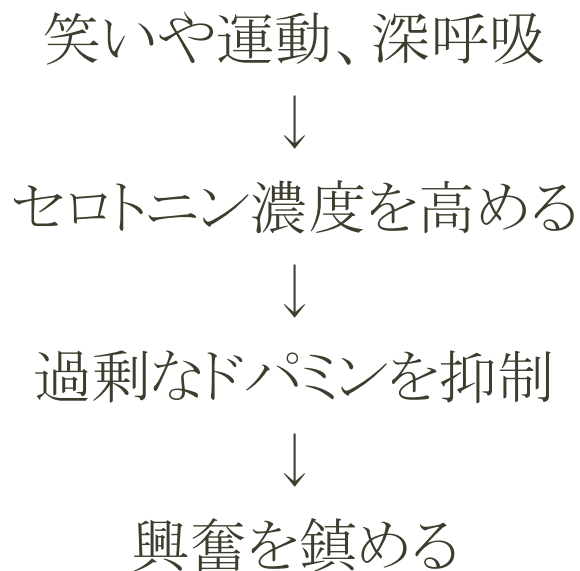 笑いや運動、深呼吸
↓
セロトニン濃度を高める
↓
過剰なドパミンを抑制
↓
興奮を鎮める